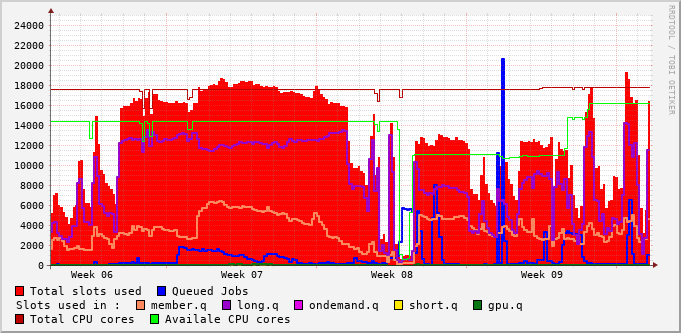 24000
22000
20000
18000
16000
14000
12000
10000
8000
6000
4000
2000
0
Week 06 Week 07 Week 08 Week 09
Total slots used Queued Jobs
Slots used in : member.q long.q ondemand.q short.q gpu.q
Total CPU cores Availale CPU cores
RRDTOOL / TOBI OETIKER